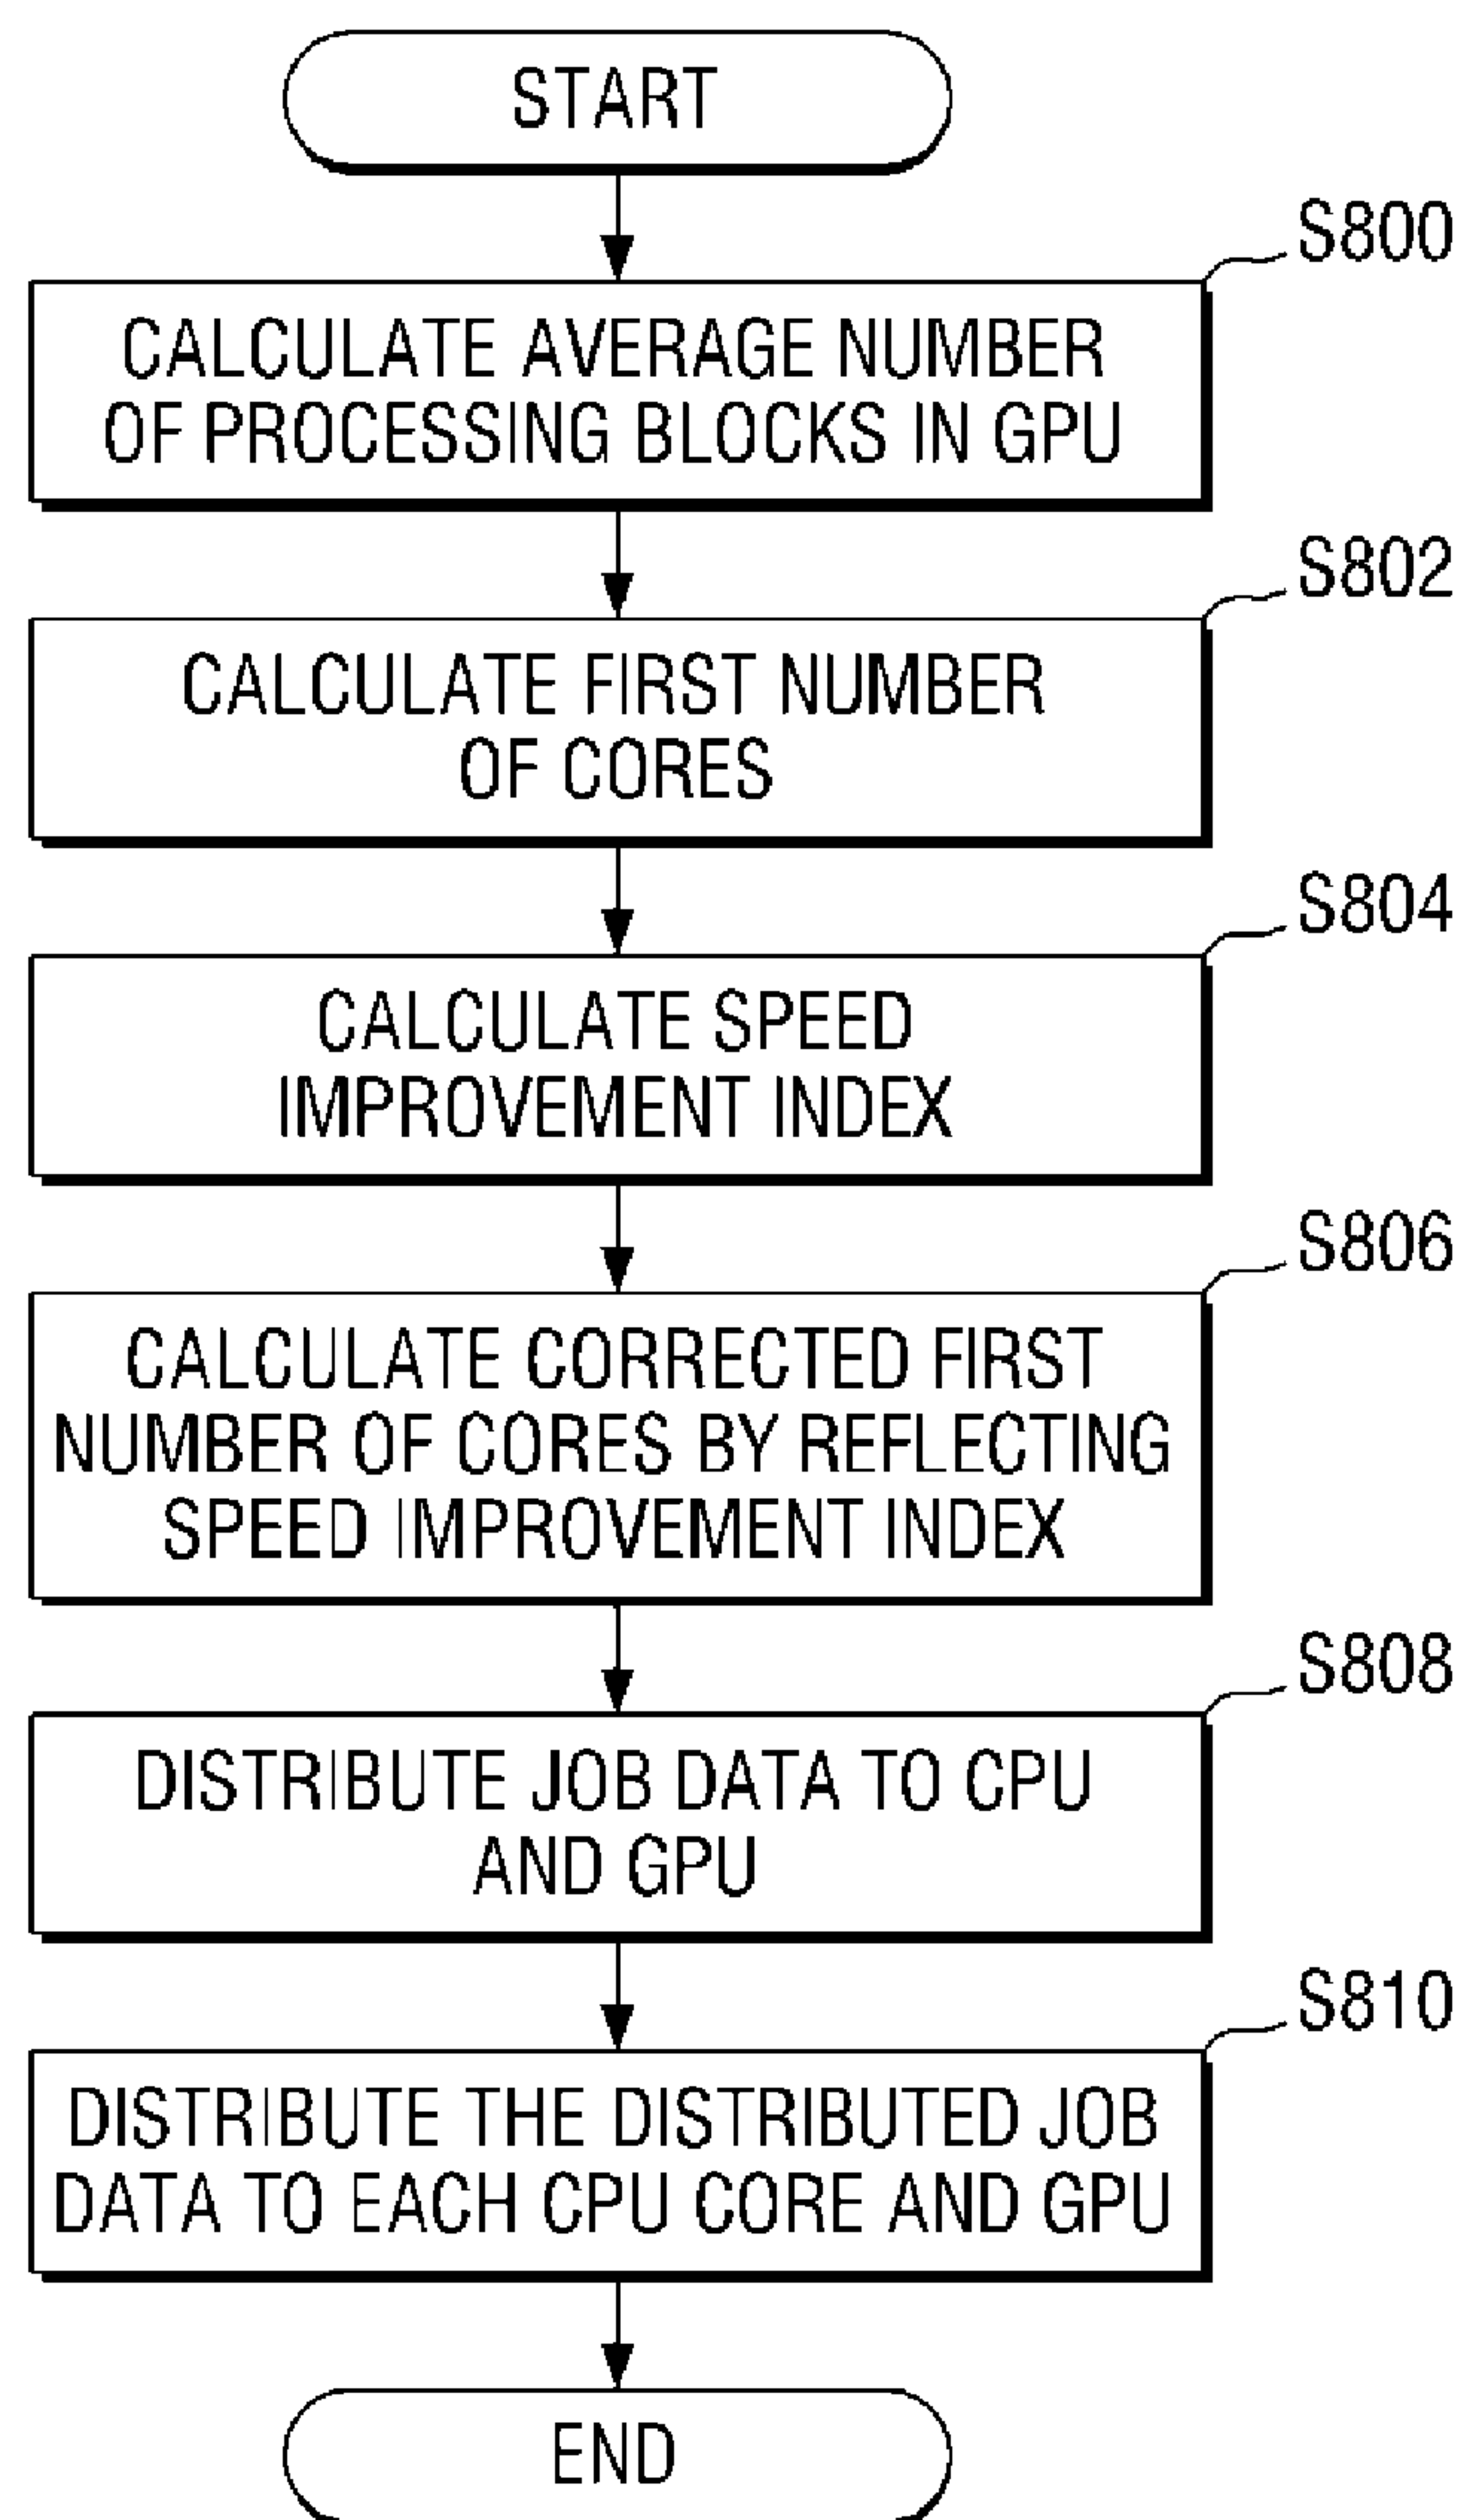 START
S800
CALCULATE AVERAGE NUMBER
OF PROCESSING BLOCKS IN GPU
S802
CALCULATE FIRST NUMBER
OF CORES
S804
CALCULATE SPEED
IMPROVEMENT INDEX
S806
CALCULATE CORRECTED FIRST
NUMBER OF CORES BY REFLECTING
SPEED IMPROVEMENT INDEX
S808
DISTRIBUTE JOB DATA TO CPU
AND GPU
S810
DISTRIBUTE THE DISTRIBUTED JOB
DATA TO EACH CPU CORE AND GPU
END